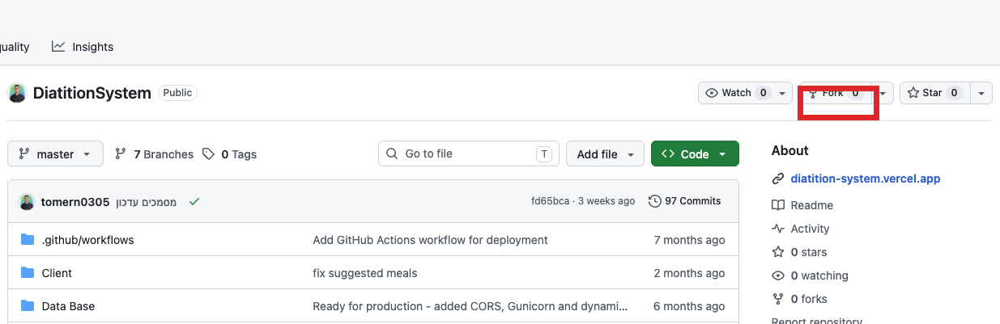 uality Insights
DiatitionSystem Public Watch 0 Fork 0 Star 0
master 7 Branches 0 Tags Go to file T Add file Code
tomern0305 מסמכים עדכון fd65bca · 3 weeks ago 97 Commits
.github/workflows Add GitHub Actions workflow for deployment 7 months ago
Client fix suggested meals 2 months ago
Data Base Ready for production - added CORS, Gunicorn and dynami... 6 months ago
About
diatition-system.vercel.app
Readme
Activity
0 stars
0 watching
0 forks
Report repository